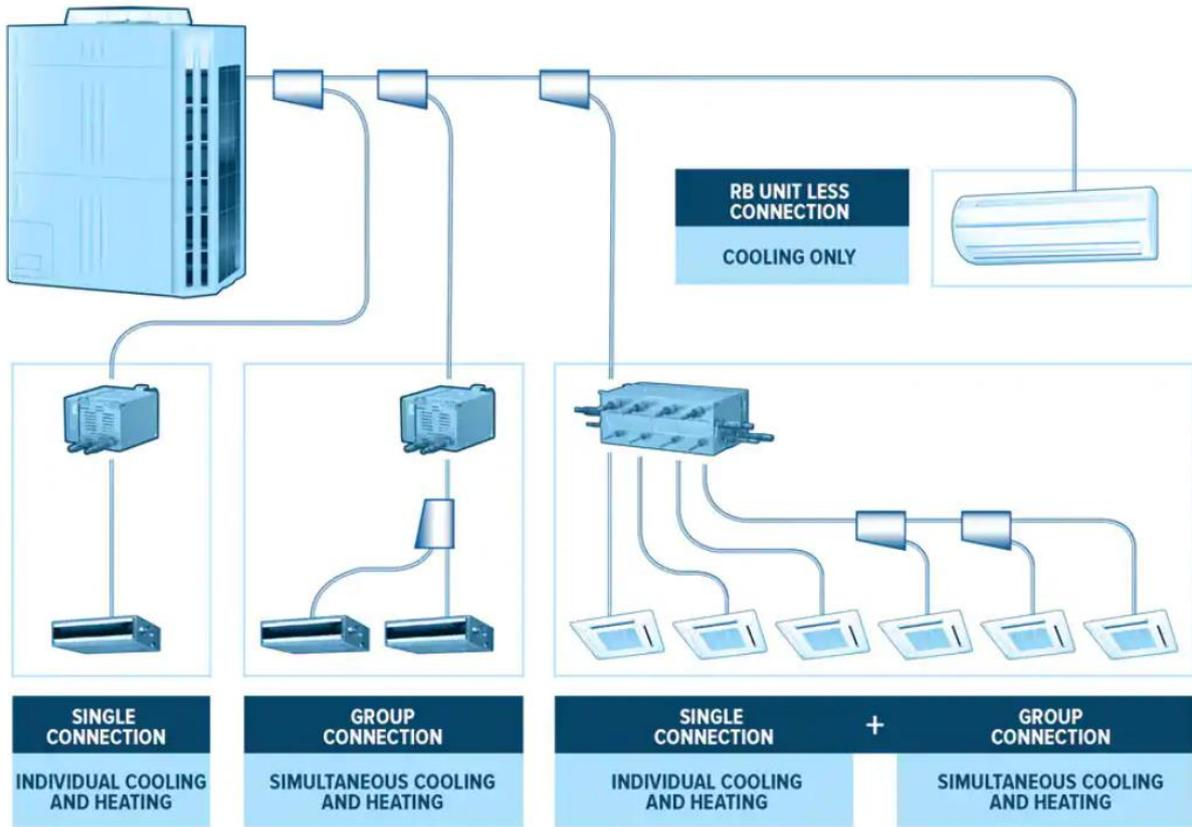 RB UNIT LESS
CONNECTION
COOLING ONLY
SINGLE
CONNECTION
INDIVIDUAL COOLING
AND HEATING
GROUP
CONNECTION
SIMULTANEOUS COOLING
AND HEATING
SINGLE
CONNECTION
+
GROUP
CONNECTION
INDIVIDUAL COOLING
AND HEATING
SIMULTANEOUS COOLING
AND HEATING